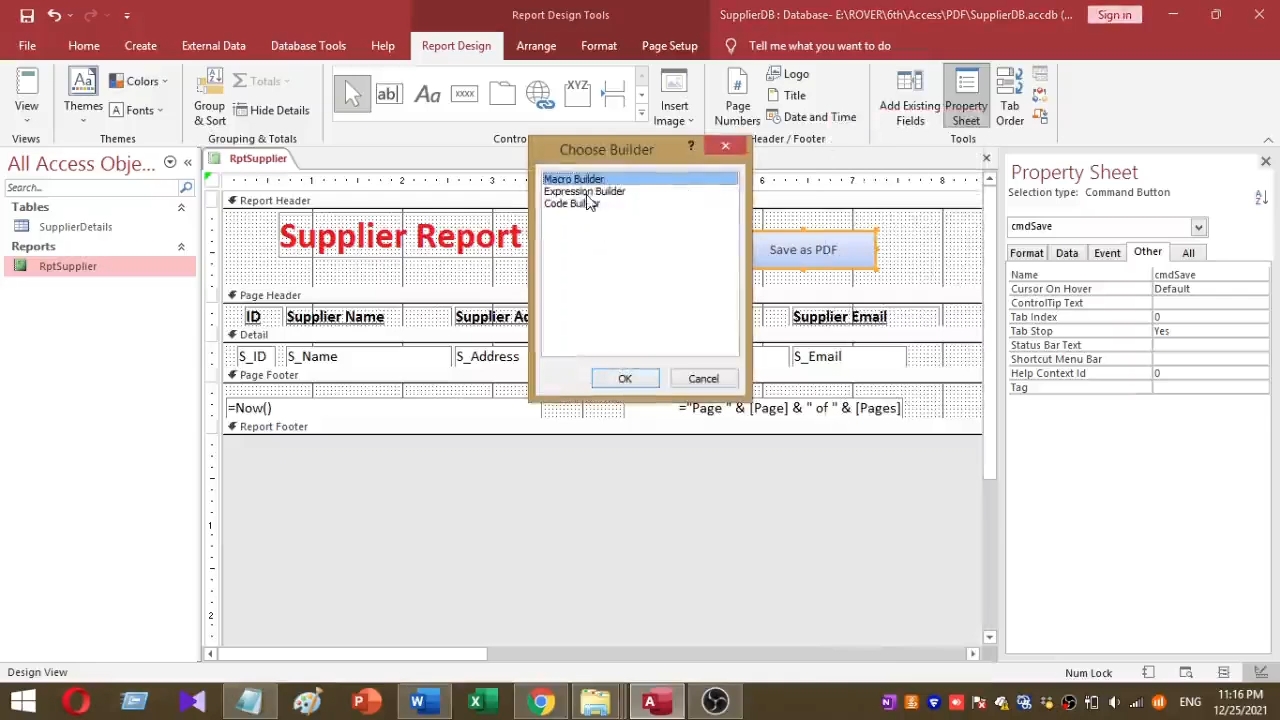 Report Design Tools
SupplierDB : Database- E:\ROVER\6th\Access\PDF\SupplierDB.accdb (...
Sign in
File
Home
Create
External Data
Database Tools
Help
Report Design
Arrange
Format
Page Setup
Tell me what you want to do
View
Themes
Colors
Fonts
Group
& Sort
Totals
Hide Details
Insert
Image
Page
Numbers
Logo
Title
Date and Time
Add Existing
Fields
Property
Sheet
Tab
Order
Views
Themes
Grouping & Totals
Header / Footer
Tools
All Access Obje...
Search...
Tables
SupplierDetails
Reports
RptSupplier
RptSupplier
1
6
7
8
Report Header
Supplier Report
Save as PDF
Page Header
ID
Supplier Name
Supplier Email
Detail
S_ID
S_Name
S_Address
S_Email
Page Footer
=Now()
="Page " & [Page] & " of " & [Pages]
Report Footer
1
2
Choose Builder
?
Macro Builder
Expression Builder
Code Builder
OK
Cancel
Property Sheet
Selection type: Command Button
cmdSave
Format
Data
Event
Other
All
Name cmdSave
Cursor On Hover Default
ControlTip Text
Tab Index 0
Tab Stop Yes
Status Bar Text
Shortcut Menu Bar
Help Context Id 0
Tag
Design View
Num Lock
ENG
11:16 PM
12/25/2021